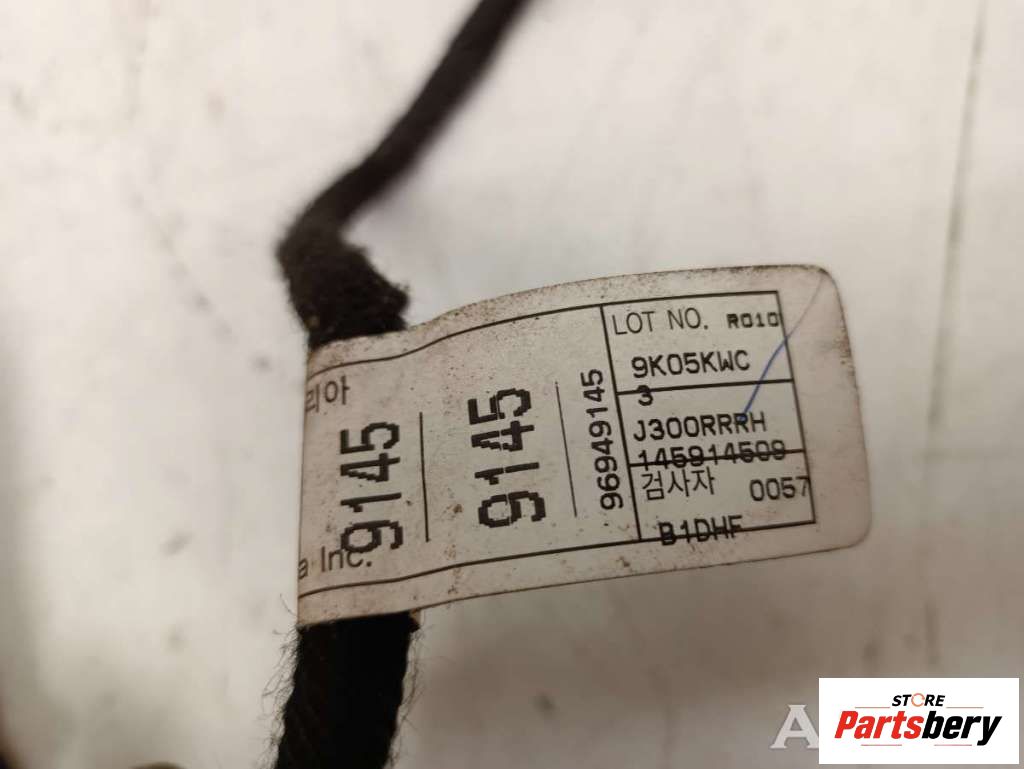 리아
a Inc.
9145
9145
96949145
LOT NO. R010
9K05KWC
3
J300RRRH
145914509
검사자 0057
B1DHF
A
STORE
Partsbery